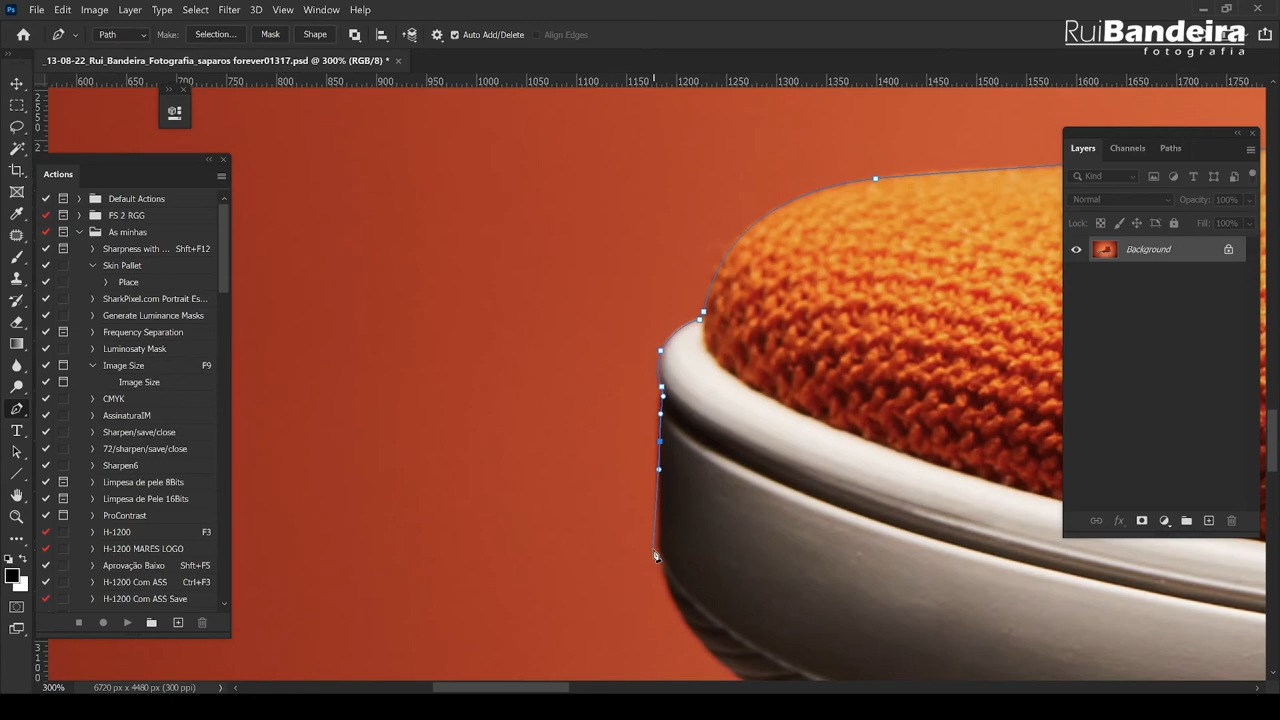 Ps File Edit Image Layer Type Select Filter 3D View Window Help
Path Make: Selection... Mask Shape Auto Add/Delete Align Edges
RuiBandeira
fotografia
_13-08-22_Rui_Bandeira_Fotografia_saparos forever01317.psd @ 300% (RGB/8) *
600 650 700 750 800 850 900 950 1000 1050 1100 1150 1200 1250 1300 1350 1400 1450 1500 1550 1600 1650 1700 1750
Actions
Default Actions
FS 2 RGG
As minhas
Sharpness with ... Shft+F12
Skin Pallet
Place
SharkPixel.com Portrait Es...
Generate Luminance Masks
Frequency Separation
Luminosaty Mask
Image Size F9
Image Size
CMYK
AssinaturaIM
Sharpen/save/close
72/sharpen/save/close
Sharpen6
Limpesa de pele 8Bits
Limpesa de Pele 16Bits
ProContrast
H-1200 F3
H-1200 MARES LOGO
Aprovação Baixo Shft+F5
H-1200 Com ASS Ctrl+F3
H-1200 Com ASS Save
Layers Channels Paths
Kind
Normal Opacity: 100%
Lock: Fill: 100%
Background
300% 6720 px x 4480 px (300 ppi)